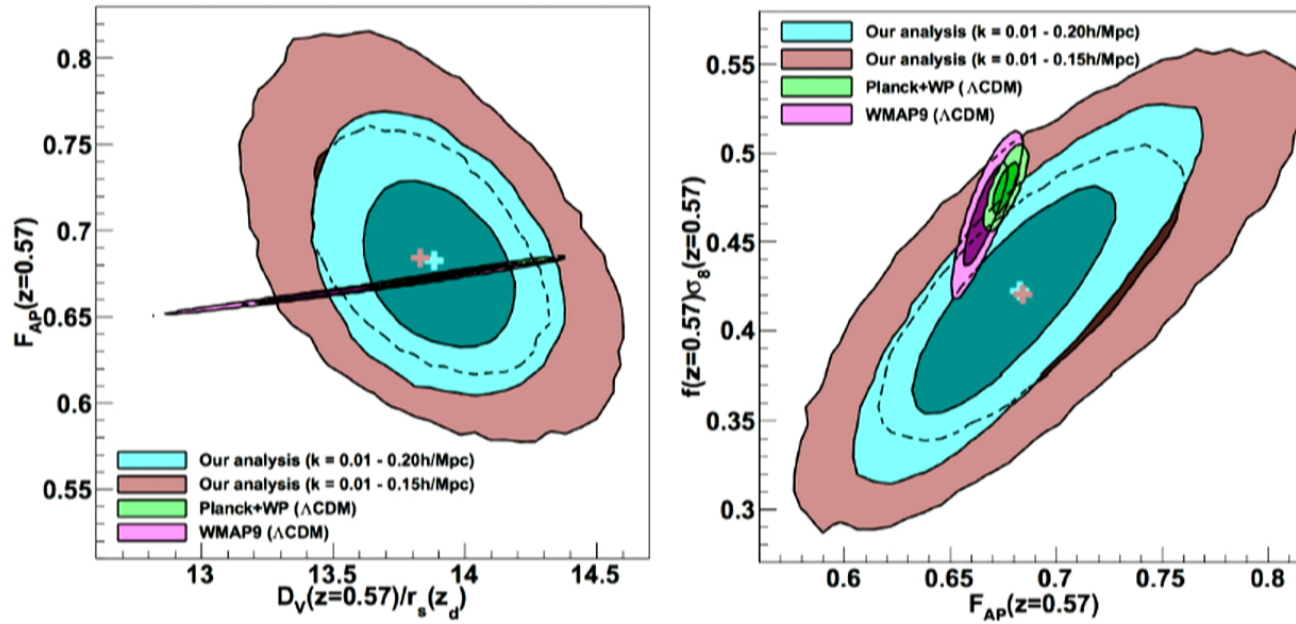 0.8
0.75
0.7
0.65
0.6
0.55
F_AP(z=0.57)
Our analysis (k = 0.01 - 0.20h/Mpc)
Our analysis (k = 0.01 - 0.15h/Mpc)
Planck+WP (ΛCDM)
WMAP9 (ΛCDM)
13 13.5 14 14.5
D_V(z=0.57)/r_s(z_d)
Our analysis (k = 0.01 - 0.20h/Mpc)
Our analysis (k = 0.01 - 0.15h/Mpc)
Planck+WP (ΛCDM)
WMAP9 (ΛCDM)
0.55
0.5
0.45
0.4
0.35
0.3
f(z=0.57)σ_8(z=0.57)
0.6 0.65 0.7 0.75 0.8
F_AP(z=0.57)